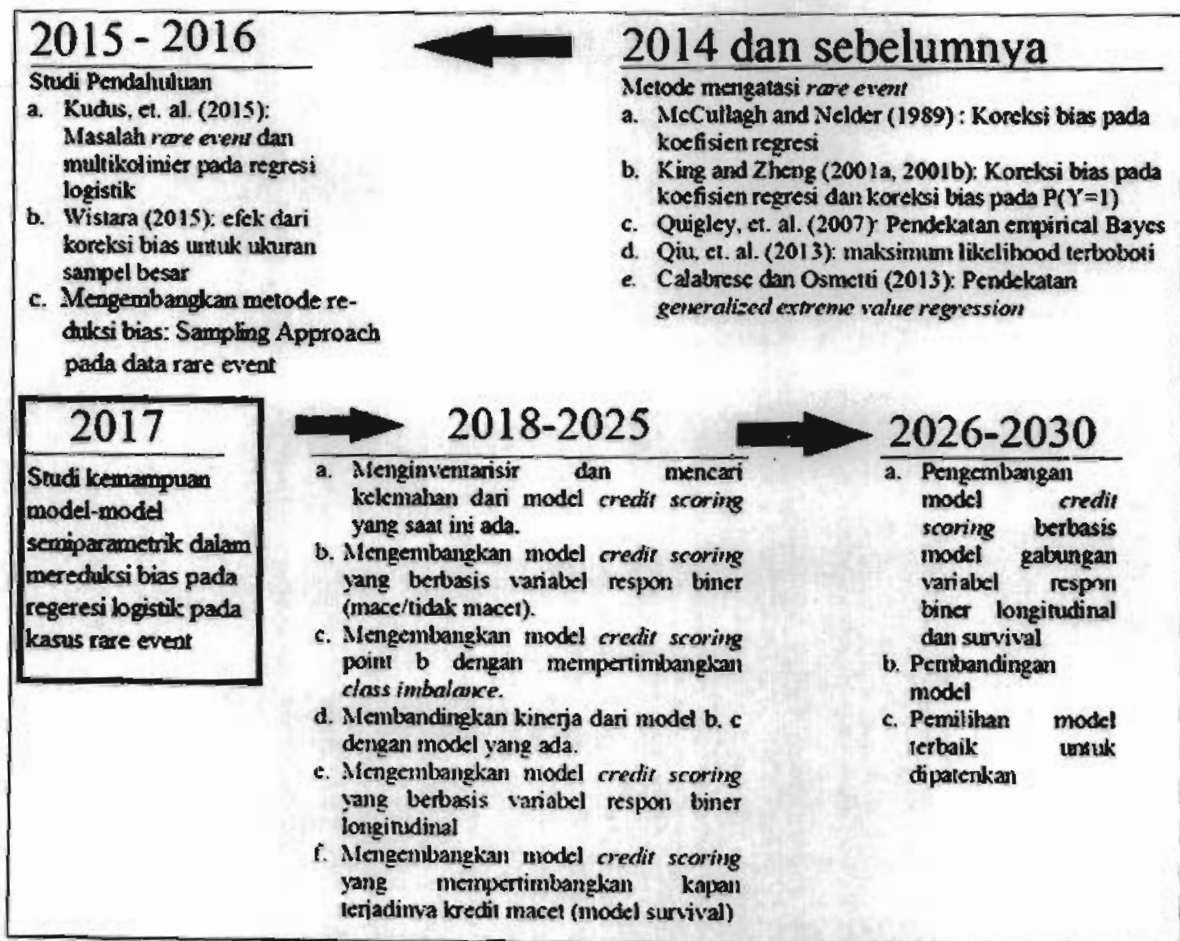 2015 - 2016
Studi Pendahuluan
a. Kudus, et. al. (2015):
Masalah rare event dan
multikolinier pada regresi
logistik
b. Wistara (2015): efek dari
koreksi bias untuk ukuran
sampel besar
c. Mengembangkan metode re-
duksi bias: Sampling Approach
pada data rare event
2014 dan sebelumnya
Metode mengatasi rare event
a. McCullagh and Nelder (1989) : Koreksi bias pada
koefisien regresi
b. King and Zheng (2001a, 2001b): Koreksi bias pada
koefisien regresi dan koreksi bias pada P(Y=1)
c. Quigley, et. al. (2007): Pendekatan empirical Bayes
d. Qiu, et. al. (2013): maksimum likelihood terboboti
e. Calabrese dan Osmetti (2013): Pendekatan
generalized extreme value regression
2017
Studi kemampuan
model-model
semiparametrik dalam
mereduksi bias pada
regeresi logistik pada
kasus rare event
2018-2025
a. Menginventarisir dan mencari
kelemahan dari model credit scoring
yang saat ini ada.
b. Mengembangkan model credit scoring
yang berbasis variabel respon biner
(mace/tidak macet).
c. Mengembangkan model credit scoring
point b dengan mempertimbangkan
class imbalance.
d. Membandingkan kinerja dari model b, c
dengan model yang ada.
e. Mengembangkan model credit scoring
yang berbasis variabel respon biner
longitudinal
f. Mengembangkan model credit scoring
yang mempertimbangkan kapan
terjadinya kredit macet (model survival)
2026-2030
a. Pengembangan
model credit
scoring berbasis
model gabungan
variabel respon
biner longitudinal
dan survival
b. Pembandingan
model
c. Pemilihan model
terbaik untuk
dipatenkan